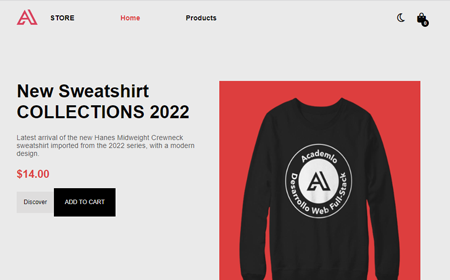 STORE Home Products
0
New Sweatshirt
COLLECTIONS 2022
Latest arrival of the new Hanes Midweight Crewneck
sweatshirt imported from the 2022 series, with a modern
design.
$14.00
Discover ADD TO CART
Academlo
Desarrollo Web Full-Stack